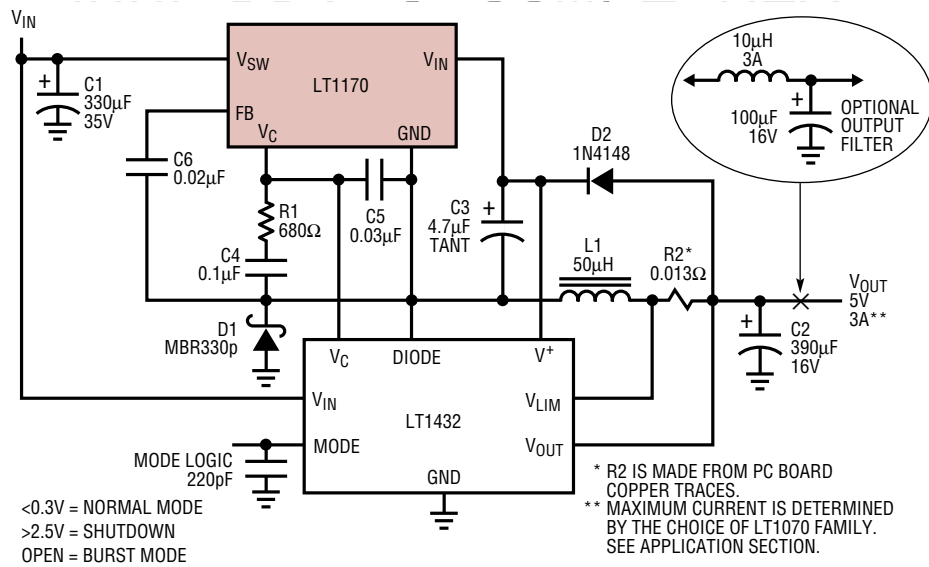 VIN
+
C1
330µF
35V
VSW
LT1170
VIN
FB
VC
GND
C6
0.02µF
R1
680Ω
C5
0.03µF
C4
0.1µF
C3
4.7µF
TANT
+
D2
1N4148
L1
50µH
R2*
0.013Ω
10µH
3A
+
100µF
16V
OPTIONAL
OUTPUT
FILTER
VOUT
5V
3A**
+
C2
390µF
16V
D1
MBR330p
VC
DIODE
V+
VIN
LT1432
VLIM
MODE
VOUT
GND
MODE LOGIC
220pF
<0.3V = NORMAL MODE
>2.5V = SHUTDOWN
OPEN = BURST MODE
* R2 IS MADE FROM PC BOARD
COPPER TRACES.
** MAXIMUM CURRENT IS DETERMINED
BY THE CHOICE OF LT1070 FAMILY.
SEE APPLICATION SECTION.